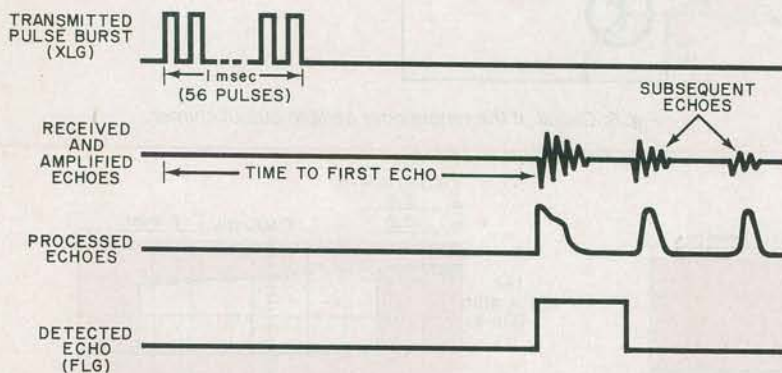 TRANSMITTED
PULSE BURST
(XLG)
1 msec
(56 PULSES)
SUBSEQUENT
ECHOES
RECEIVED
AND
AMPLIFIED
ECHOES
TIME TO FIRST ECHO
PROCESSED
ECHOES
DETECTED
ECHO
(FLG)